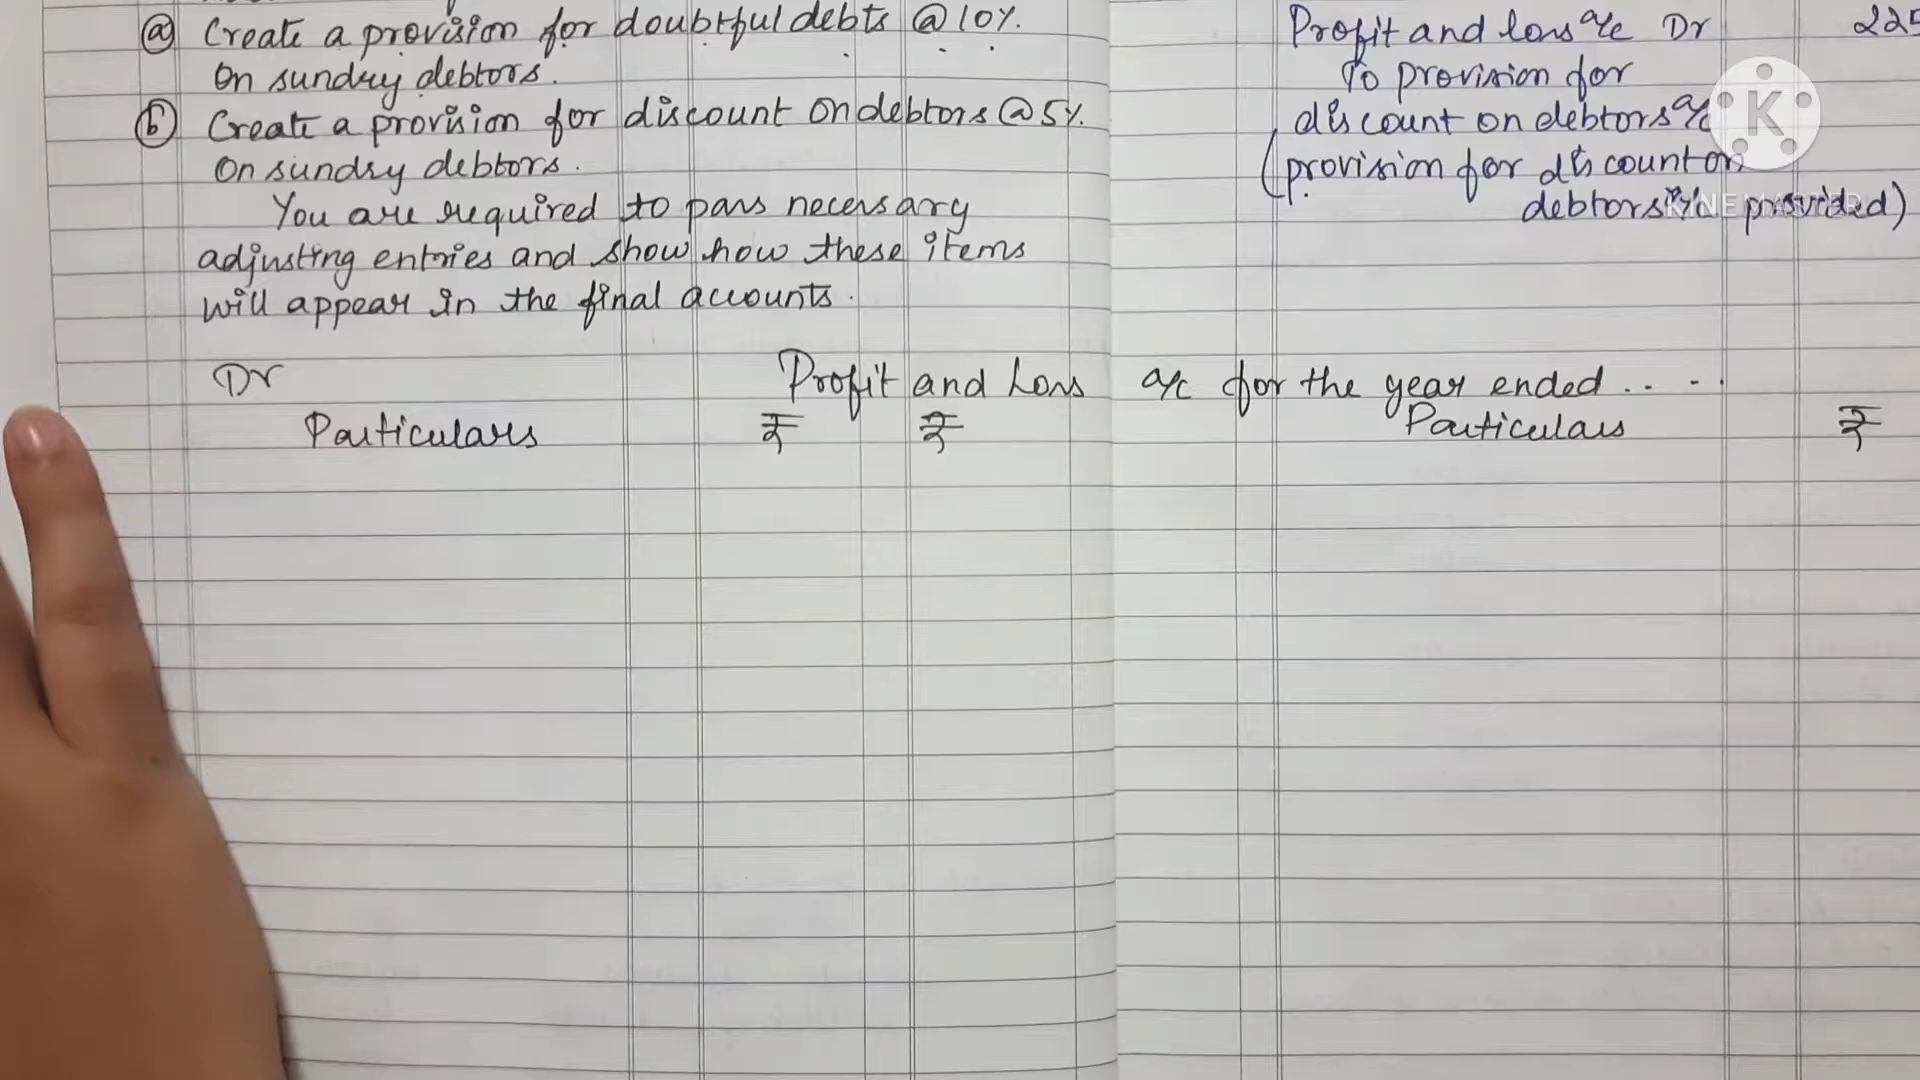 ⓐ Create a provision for doubtful debts @ 10%.
on sundry debtors.
ⓑ Create a provision for discount on debtors @ 5%.
on sundry debtors.
You are required to pass necessary
adjusting entries and show how these items
will appear in the final accounts.
Profit and loss a/c Dr 225
To provision for
discount on debtors a/c
(provision for discount on
debtors provided)
K
Dr Profit and Loss a/c for the year ended .. ..
Particulars ₹ ₹ Particulars ₹